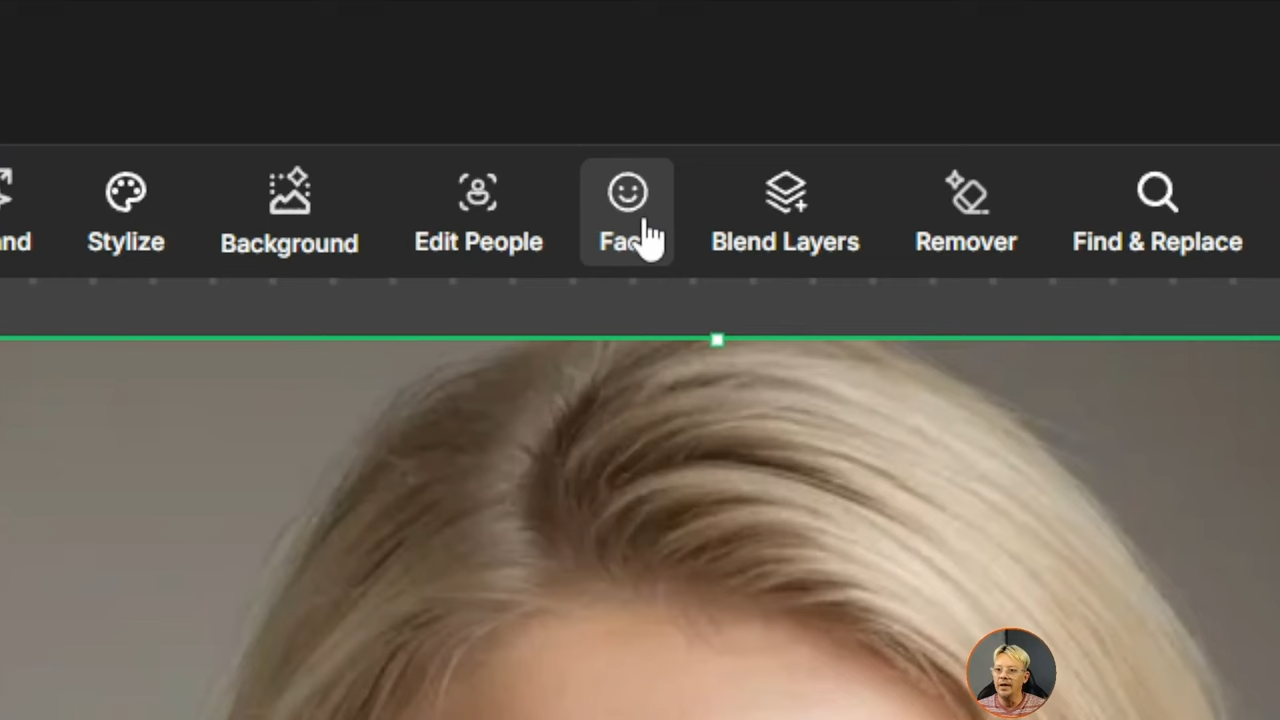 Stylize
Background
Edit People
Blend Layers
Remover
Find & Replace